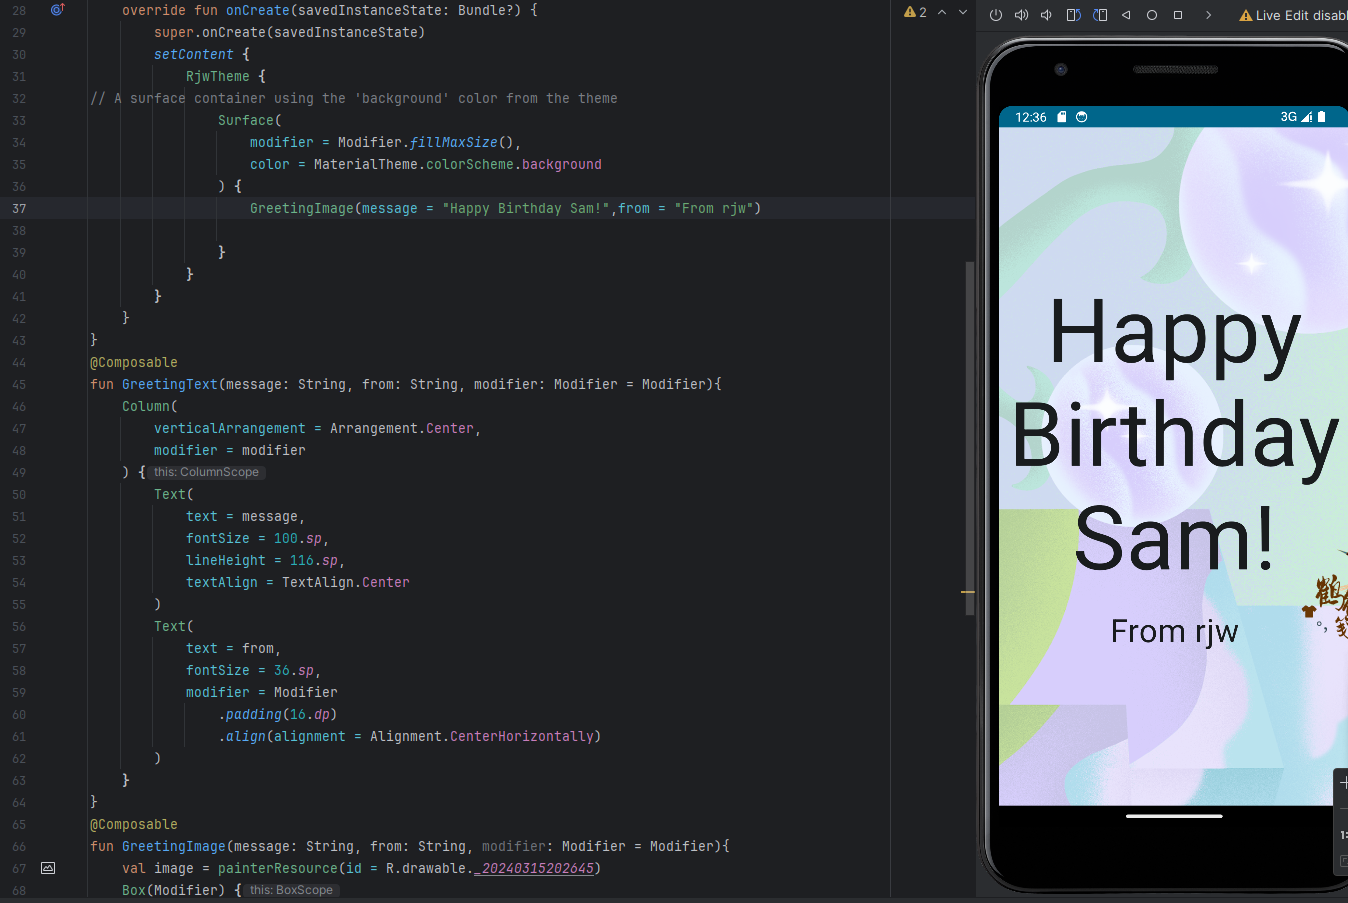 28 override fun onCreate(savedInstanceState: Bundle?) {
29 super.onCreate(savedInstanceState)
30 setContent {
31 RjwTheme {
32 // A surface container using the 'background' color from the theme
33 Surface(
34 modifier = Modifier.fillMaxSize(),
35 color = MaterialTheme.colorScheme.background
36 ) {
37 GreetingImage(message = "Happy Birthday Sam!",from = "From rjw")
38
39 }
40 }
41 }
42 }
43 }
44 @Composable
45 fun GreetingText(message: String, from: String, modifier: Modifier = Modifier){
46 Column(
47 verticalArrangement = Arrangement.Center,
48 modifier = modifier
49 ) { this: ColumnScope
50 Text(
51 text = message,
52 fontSize = 100.sp,
53 lineHeight = 116.sp,
54 textAlign = TextAlign.Center
55 )
56 Text(
57 text = from,
58 fontSize = 36.sp,
59 modifier = Modifier
60 .padding(16.dp)
61 .align(alignment = Alignment.CenterHorizontally)
62 )
63 }
64 }
65 @Composable
66 fun GreetingImage(message: String, from: String, modifier: Modifier = Modifier){
67 val image = painterResource(id = R.drawable._20240315202645)
68 Box(Modifier) { this: BoxScope
2
Live Edit disabl
12:36
3G
Happy
Birthday
Sam!
From rjw
鹤